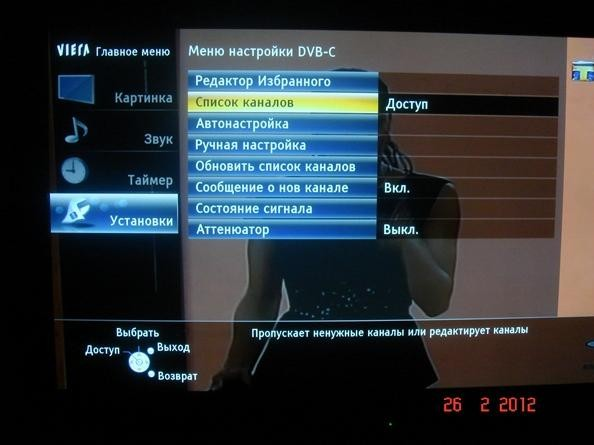 VIERA Главное меню
Меню настройки DVB-C
Картинка
Звук
Таймер
Установки
Редактор Избранного
Список каналов Доступ
Автонастройка
Ручная настройка
Обновить список каналов
Сообщение о нов канале Вкл.
Состояние сигнала
Аттенюатор Выкл.
Выбрать
Доступ
Выход
Возврат
Пропускает ненужные каналы или редактирует каналы
26 2 2012